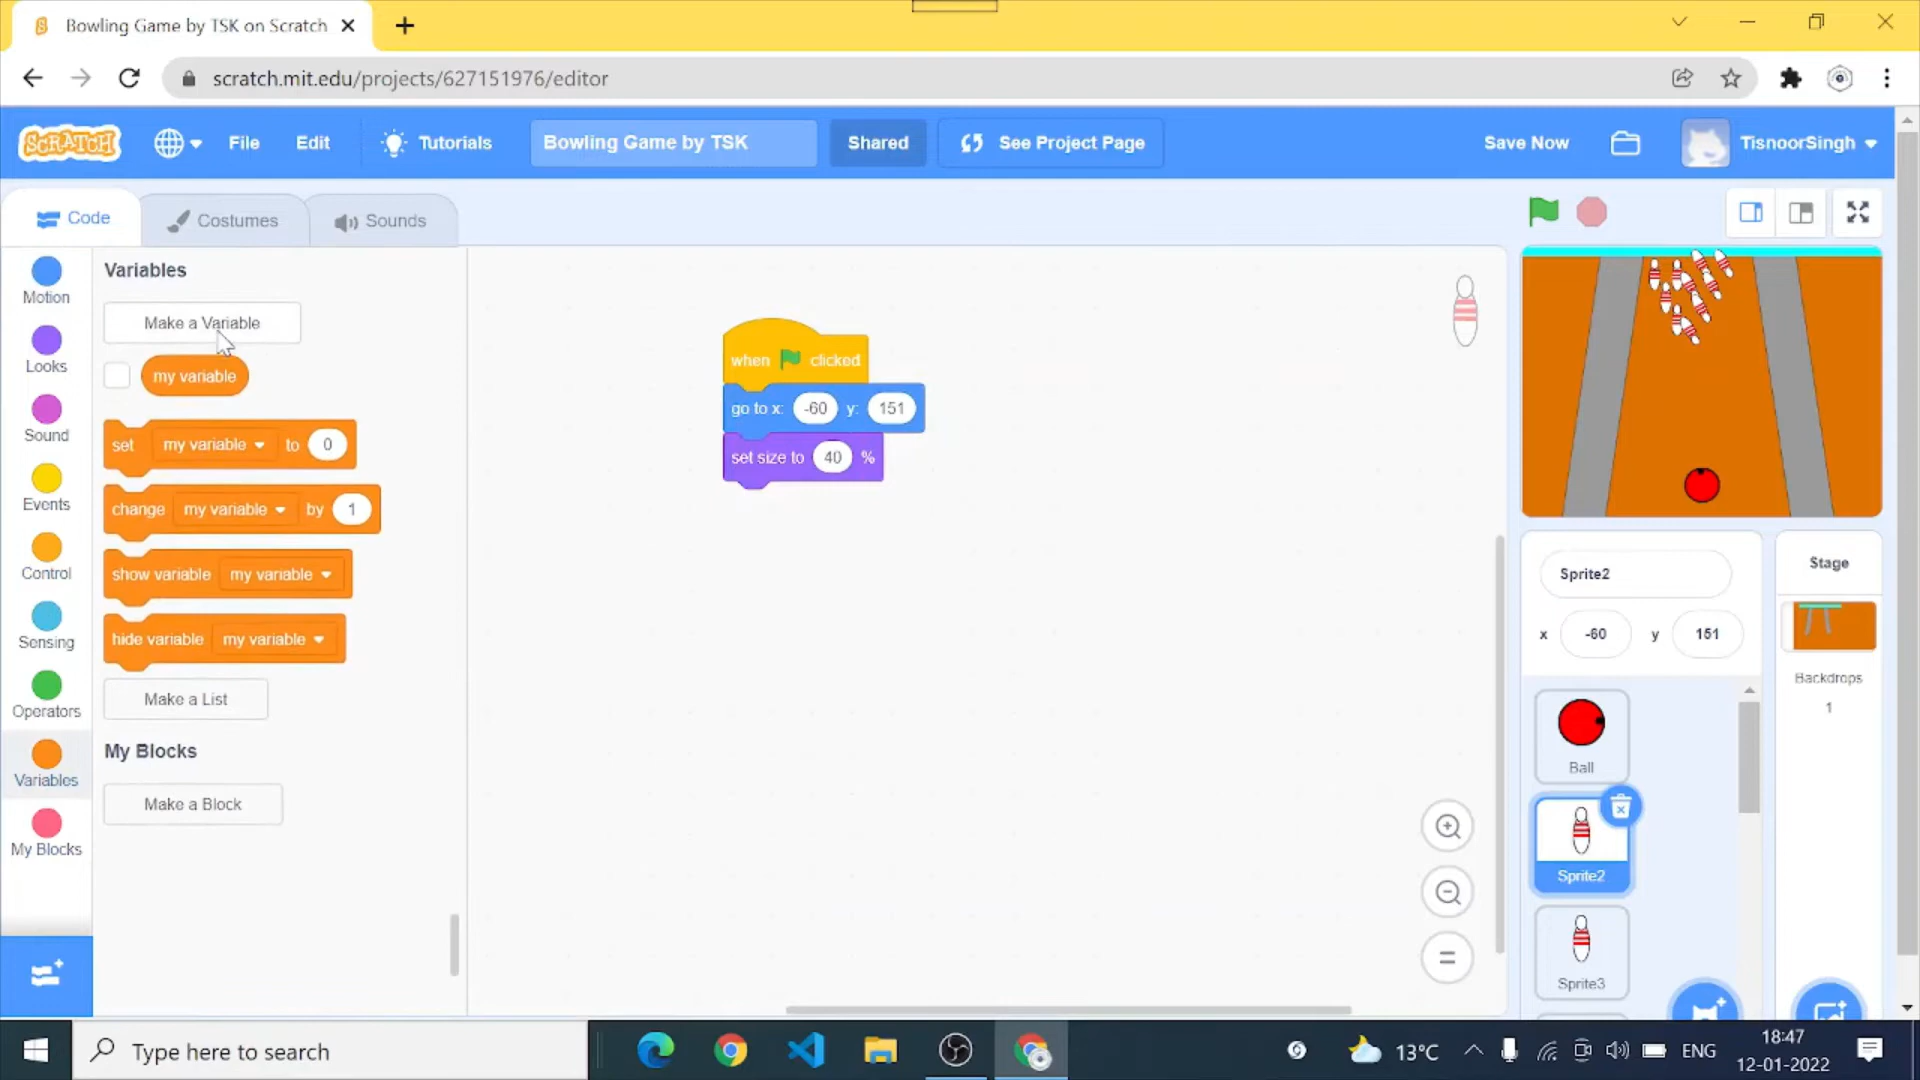 Bowling Game by TSK on Scratch
scratch.mit.edu/projects/627151976/editor
SCRATCH
File
Edit
Tutorials
Bowling Game by TSK
Shared
See Project Page
Save Now
TisnoorSingh
Code
Costumes
Sounds
Motion
Looks
Sound
Events
Control
Sensing
Operators
Variables
My Blocks
Variables
Make a Variable
my variable
set my variable to 0
change my variable by 1
show variable my variable
hide variable my variable
Make a List
My Blocks
Make a Block
when clicked
go to x: -60 y: 151
set size to 40 %
Sprite2
x -60 y 151
Ball
Sprite2
Sprite3
Stage
Backdrops
1
Type here to search
13°C
ENG
18:47
12-01-2022